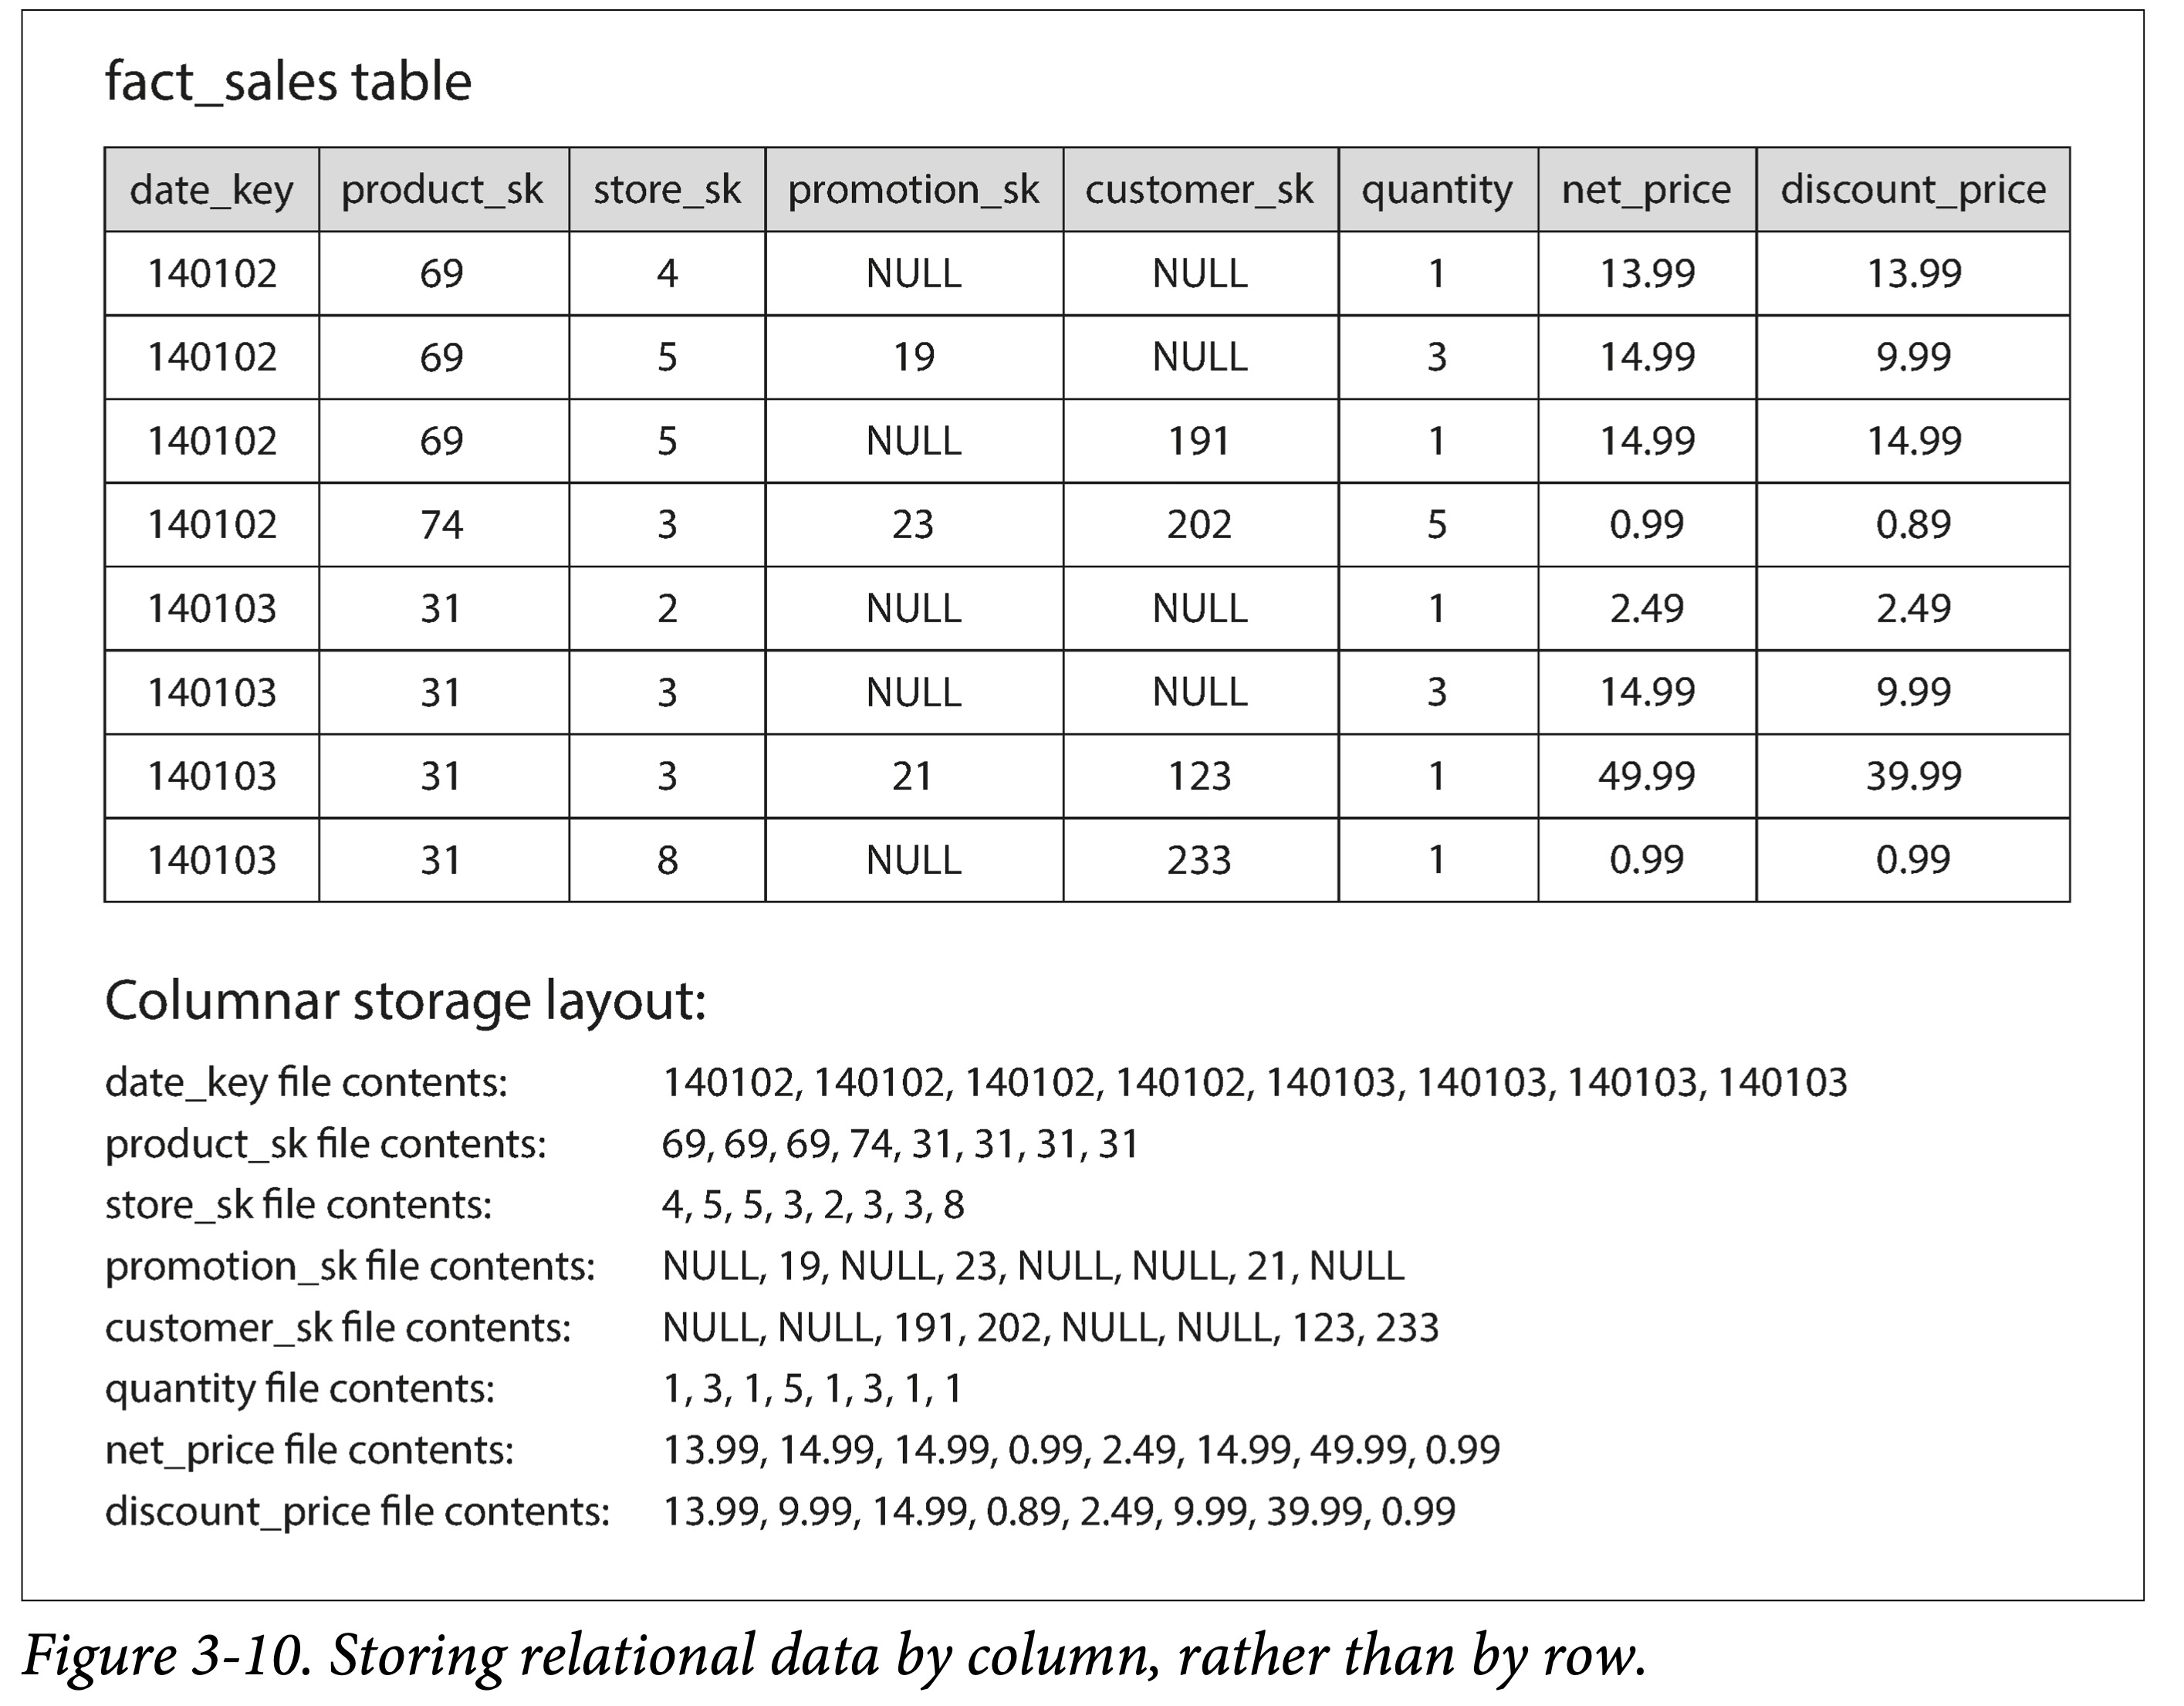 fact_sales table
date_key product_sk store_sk promotion_sk customer_sk quantity net_price discount_price
140102 69 4 NULL NULL 1 13.99 13.99
140102 69 5 19 NULL 3 14.99 9.99
140102 69 5 NULL 191 1 14.99 14.99
140102 74 3 23 202 5 0.99 0.89
140103 31 2 NULL NULL 1 2.49 2.49
140103 31 3 NULL NULL 3 14.99 9.99
140103 31 3 21 123 1 49.99 39.99
140103 31 8 NULL 233 1 0.99 0.99
Columnar storage layout:
date_key file contents: 140102, 140102, 140102, 140102, 140103, 140103, 140103, 140103
product_sk file contents: 69, 69, 69, 74, 31, 31, 31, 31
store_sk file contents: 4, 5, 5, 3, 2, 3, 3, 8
promotion_sk file contents: NULL, 19, NULL, 23, NULL, NULL, 21, NULL
customer_sk file contents: NULL, NULL, 191, 202, NULL, NULL, 123, 233
quantity file contents: 1, 3, 1, 5, 1, 3, 1, 1
net_price file contents: 13.99, 14.99, 14.99, 0.99, 2.49, 14.99, 49.99, 0.99
discount_price file contents: 13.99, 9.99, 14.99, 0.89, 2.49, 9.99, 39.99, 0.99
Figure 3-10. Storing relational data by column, rather than by row.